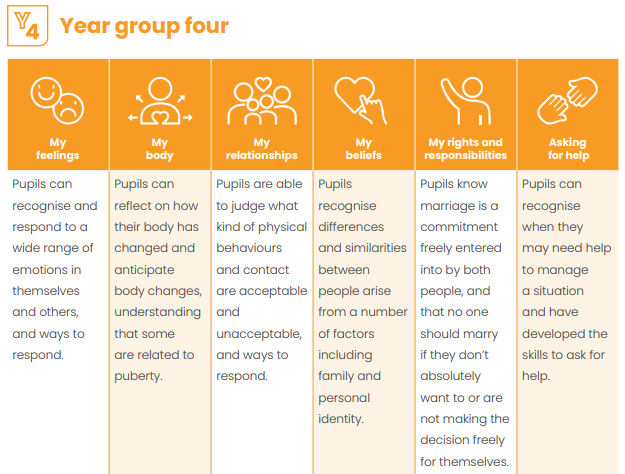 Y4
Year group four
My
feelings
Pupils can
recognise and
respond to a
wide range of
emotions in
themselves
and others,
and ways to
respond.
My
body
Pupils can
reflect on how
their body has
changed and
anticipate
body changes,
understanding
that some
are related to
puberty.
My
relationships
Pupils are able
to judge what
kind of physical
behaviours
and contact
are acceptable
and
unacceptable,
and ways to
respond.
My
beliefs
Pupils
recognise
differences
and similarities
between
people arise
from a number
of factors
including
family and
personal
identity.
My rights and
responsibilities
Pupils know
marriage is a
commitment
freely entered
into by both
people, and
that no one
should marry
if they don't
absolutely
want to or are
not making the
decision freely
for themselves.
Asking
for help
Pupils can
recognise
when they
may need help
to manage
a situation
and have
developed the
skills to ask for
help.